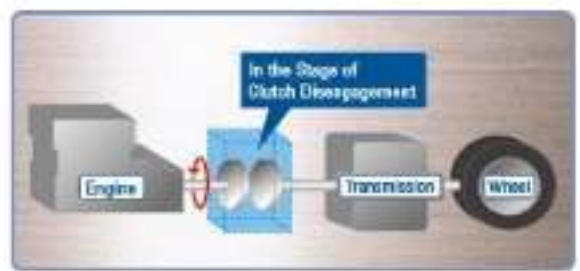 In the Stage of
Clutch Disengagement
Engine
Transmission
Wheel